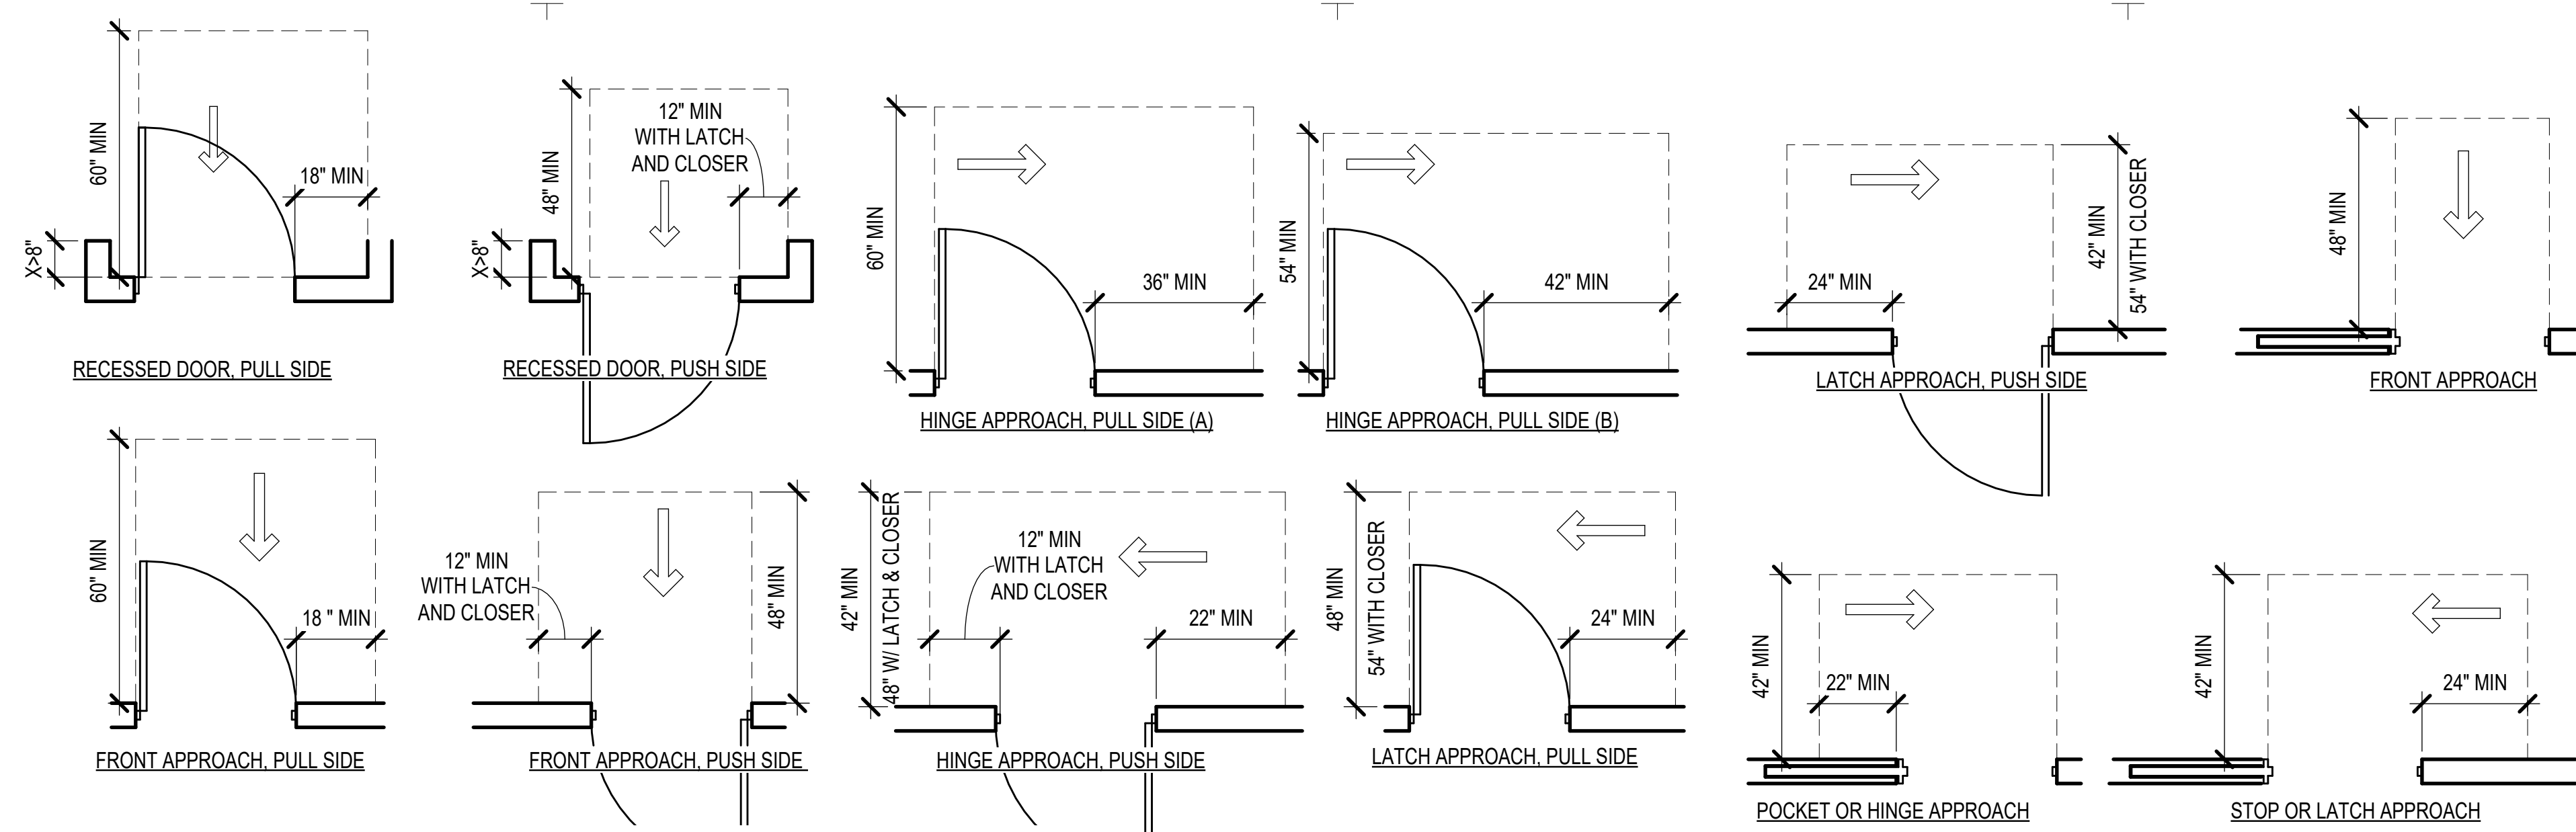 60" MIN
18" MIN
X>8"
RECESSED DOOR, PULL SIDE
48" MIN
12" MIN
WITH LATCH
AND CLOSER
X>8"
RECESSED DOOR, PUSH SIDE
60" MIN
36" MIN
HINGE APPROACH, PULL SIDE (A)
54" MIN
42" MIN
HINGE APPROACH, PULL SIDE (B)
24" MIN
42" MIN
54" WITH CLOSER
LATCH APPROACH, PUSH SIDE
48" MIN
FRONT APPROACH
60" MIN
18 " MIN
FRONT APPROACH, PULL SIDE
12" MIN
WITH LATCH
AND CLOSER
48" MIN
FRONT APPROACH, PUSH SIDE
42" MIN
48" W/ LATCH & CLOSER
12" MIN
WITH LATCH
AND CLOSER
22" MIN
HINGE APPROACH, PUSH SIDE
48" MIN
54" WITH CLOSER
24" MIN
LATCH APPROACH, PULL SIDE
42" MIN
22" MIN
POCKET OR HINGE APPROACH
42" MIN
24" MIN
STOP OR LATCH APPROACH